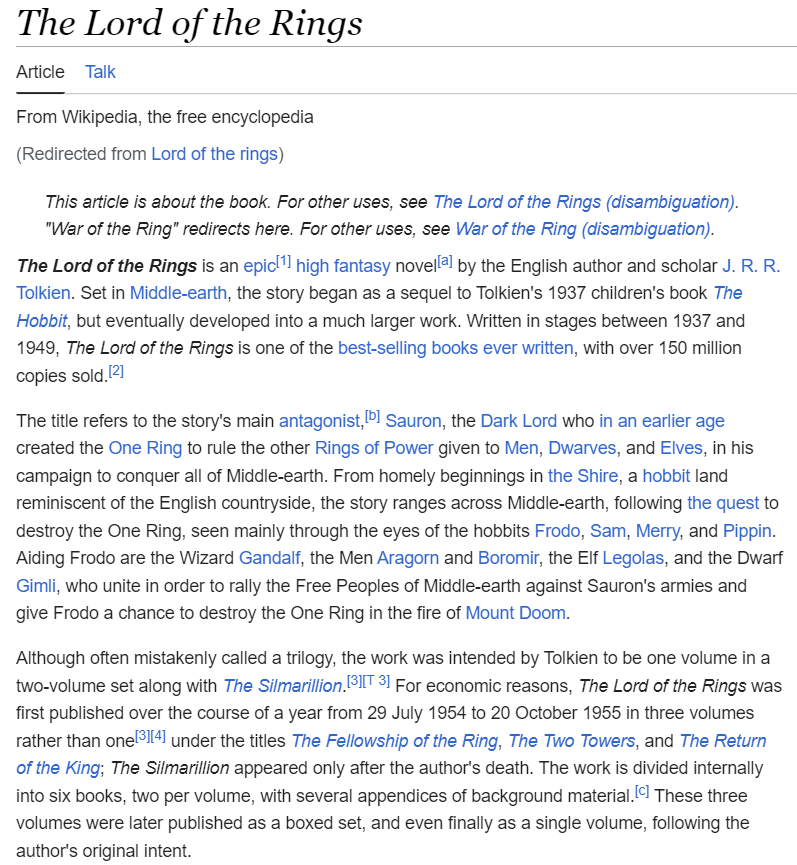 The Lord of the Rings
Article Talk
From Wikipedia, the free encyclopedia
(Redirected from Lord of the rings)
This article is about the book. For other uses, see The Lord of the Rings (disambiguation).
"War of the Ring" redirects here. For other uses, see War of the Ring (disambiguation).
The Lord of the Rings is an epic[1] high fantasy novel[a] by the English author and scholar J. R. R.
Tolkien. Set in Middle-earth, the story began as a sequel to Tolkien's 1937 children's book The
Hobbit, but eventually developed into a much larger work. Written in stages between 1937 and
1949, The Lord of the Rings is one of the best-selling books ever written, with over 150 million
copies sold.[2]
The title refers to the story's main antagonist,[b] Sauron, the Dark Lord who in an earlier age
created the One Ring to rule the other Rings of Power given to Men, Dwarves, and Elves, in his
campaign to conquer all of Middle-earth. From homely beginnings in the Shire, a hobbit land
reminiscent of the English countryside, the story ranges across Middle-earth, following the quest to
destroy the One Ring, seen mainly through the eyes of the hobbits Frodo, Sam, Merry, and Pippin.
Aiding Frodo are the Wizard Gandalf, the Men Aragorn and Boromir, the Elf Legolas, and the Dwarf
Gimli, who unite in order to rally the Free Peoples of Middle-earth against Sauron's armies and
give Frodo a chance to destroy the One Ring in the fire of Mount Doom.
Although often mistakenly called a trilogy, the work was intended by Tolkien to be one volume in a
two-volume set along with The Silmarillion.[3][T 3] For economic reasons, The Lord of the Rings was
first published over the course of a year from 29 July 1954 to 20 October 1955 in three volumes
rather than one[3][4] under the titles The Fellowship of the Ring, The Two Towers, and The Return
of the King; The Silmarillion appeared only after the author's death. The work is divided internally
into six books, two per volume, with several appendices of background material.[c] These three
volumes were later published as a boxed set, and even finally as a single volume, following the
author's original intent.